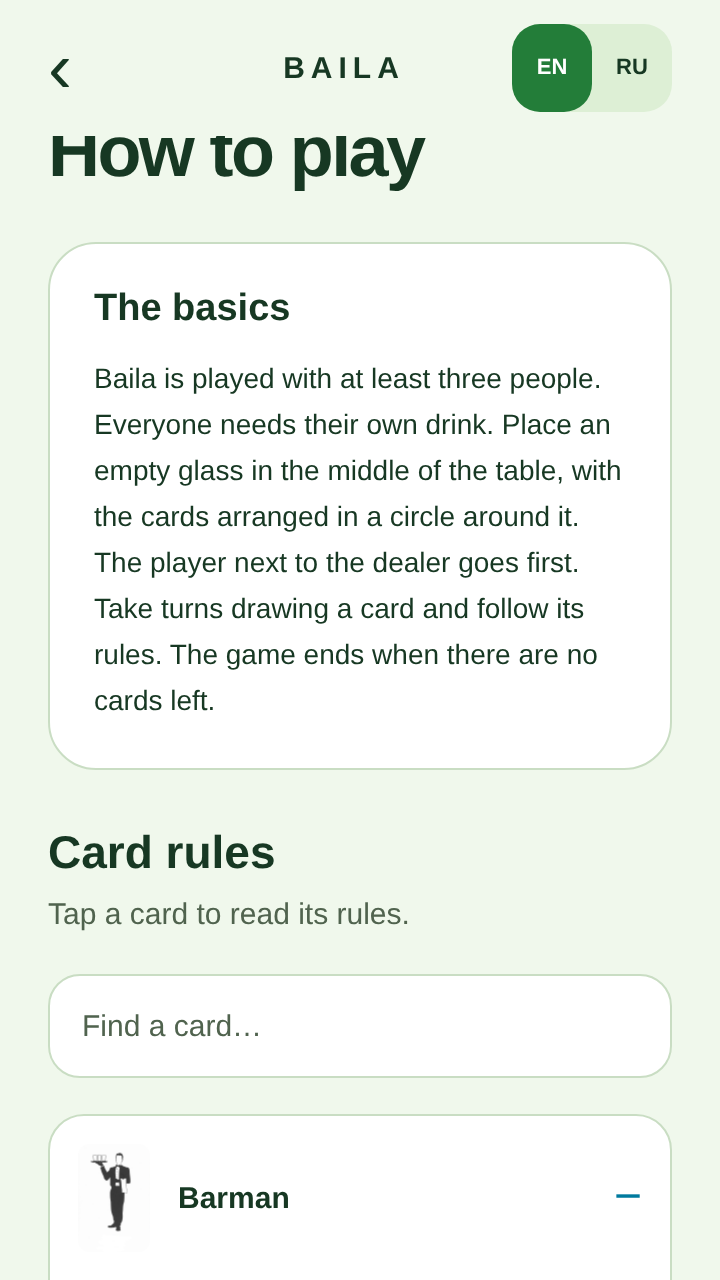 BAILA
EN
RU
How to play
The basics
Baila is played with at least three people.
Everyone needs their own drink. Place an
empty glass in the middle of the table, with
the cards arranged in a circle around it.
The player next to the dealer goes first.
Take turns drawing a card and follow its
rules. The game ends when there are no
cards left.
Card rules
Tap a card to read its rules.
Find a card…
Barman